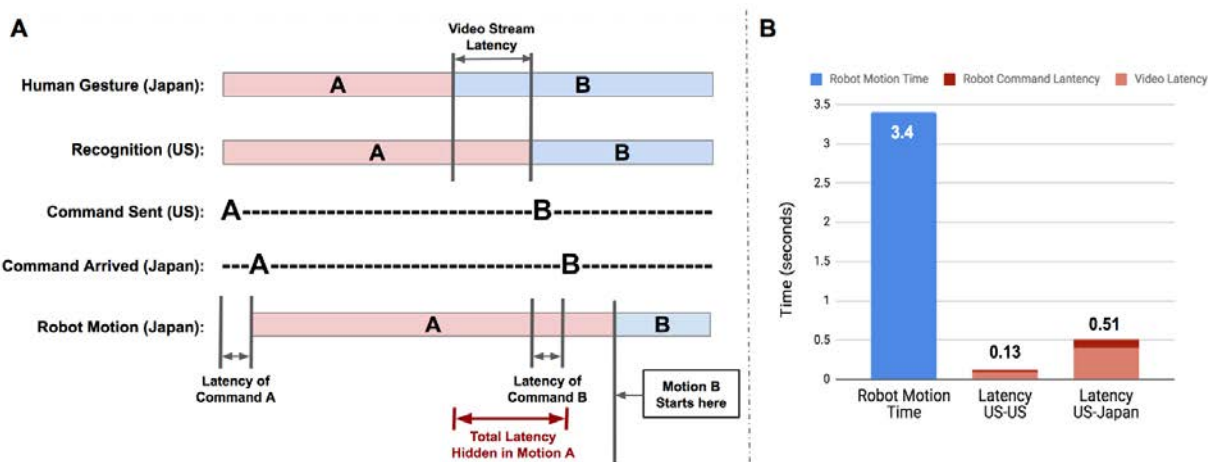 A
Video Stream
Latency
Human Gesture (Japan):
A
B
Recognition (US):
A
B
Command Sent (US):
A
B
Command Arrived (Japan):
A
B
Robot Motion (Japan):
A
B
Latency of
Command A
Latency of
Command B
Motion B
Starts here
Total Latency
Hidden in Motion A
B
Robot Motion Time
Robot Command Lantency
Video Latency
Time (seconds)
3.5
3
2.5
2
1.5
1
0.5
0
3.4
0.13
0.51
Robot Motion
Time
Latency
US-US
Latency
US-Japan